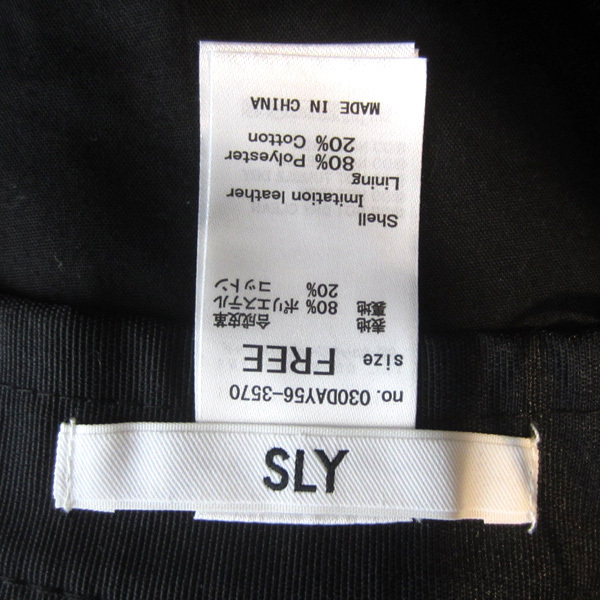 no. 030DAY56-3570
size FREE
表地 合成皮革
裏地 80% ポリエステル
20% コットン
Shell
Imitation leather
Lining
80% Polyester
20% Cotton
MADE IN CHINA
SLY